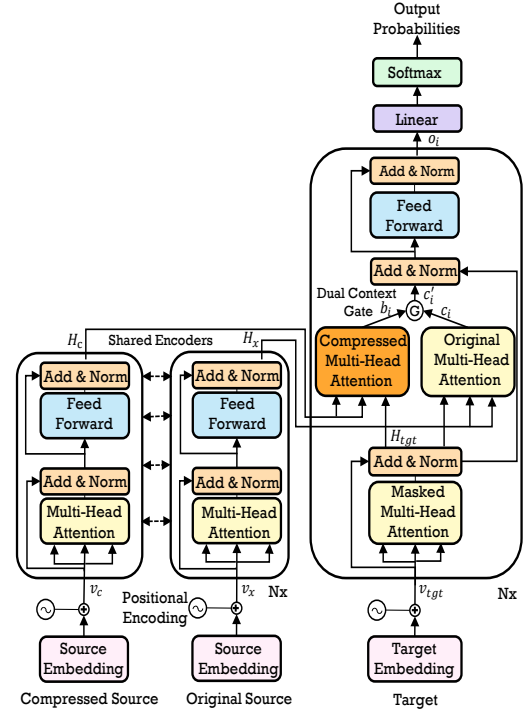 Output
Probabilities
Softmax
Linear
o_i
Add & Norm
Feed
Forward
Add & Norm
Dual Context
Gate
b_i
G
c'_i
c_i
H_c
Shared Encoders
H_x
Compressed
Multi-Head
Attention
Original
Multi-Head
Attention
Add & Norm
Feed
Forward
Add & Norm
Multi-Head
Attention
Add & Norm
Feed
Forward
Add & Norm
Multi-Head
Attention
H_tgt
Add & Norm
Masked
Multi-Head
Attention
Nx
Nx
v_c
Positional
Encoding
v_x
v_tgt
Source
Embedding
Source
Embedding
Target
Embedding
Compressed Source
Original Source
Target